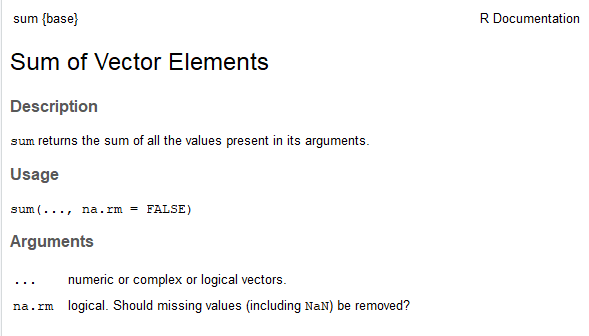 sum {base} R Documentation
Sum of Vector Elements
Description
sum returns the sum of all the values present in its arguments.
Usage
sum(..., na.rm = FALSE)
Arguments
... numeric or complex or logical vectors.
na.rm logical. Should missing values (including NaN) be removed?